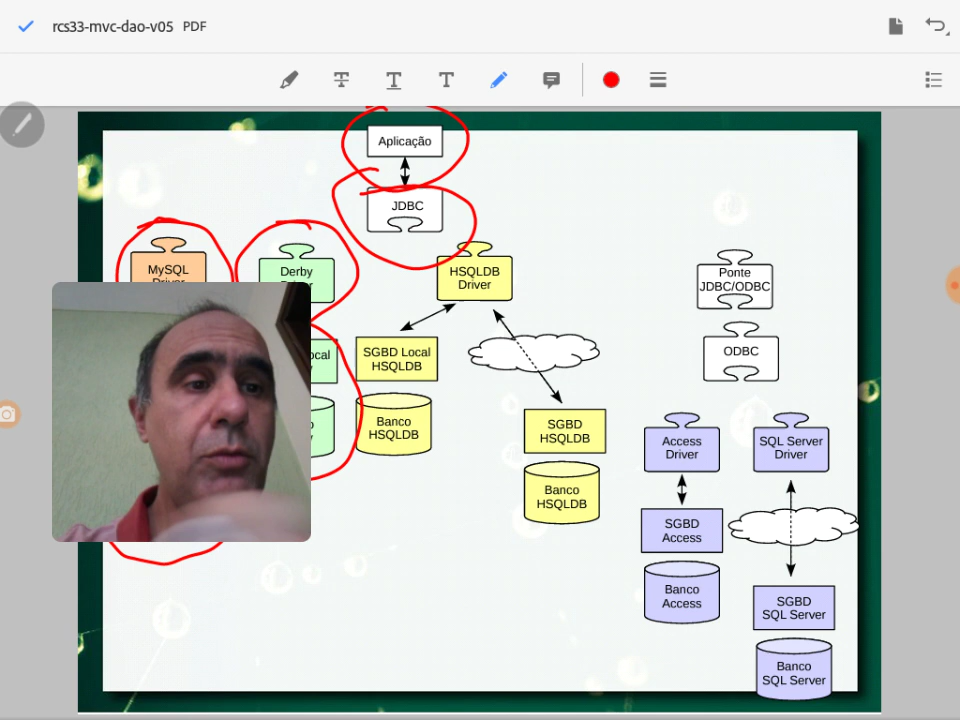 rcs33-mvc-dao-v05 PDF
Aplicação
JDBC
MySQL
Derby
HSQLDB
Driver
Ponte
JDBC/ODBC
ODBC
SGBD Local
HSQLDB
Banco
HSQLDB
SGBD
HSQLDB
Banco
HSQLDB
Access
Driver
SQL Server
Driver
SGBD
Access
Banco
Access
SGBD
SQL Server
Banco
SQL Server